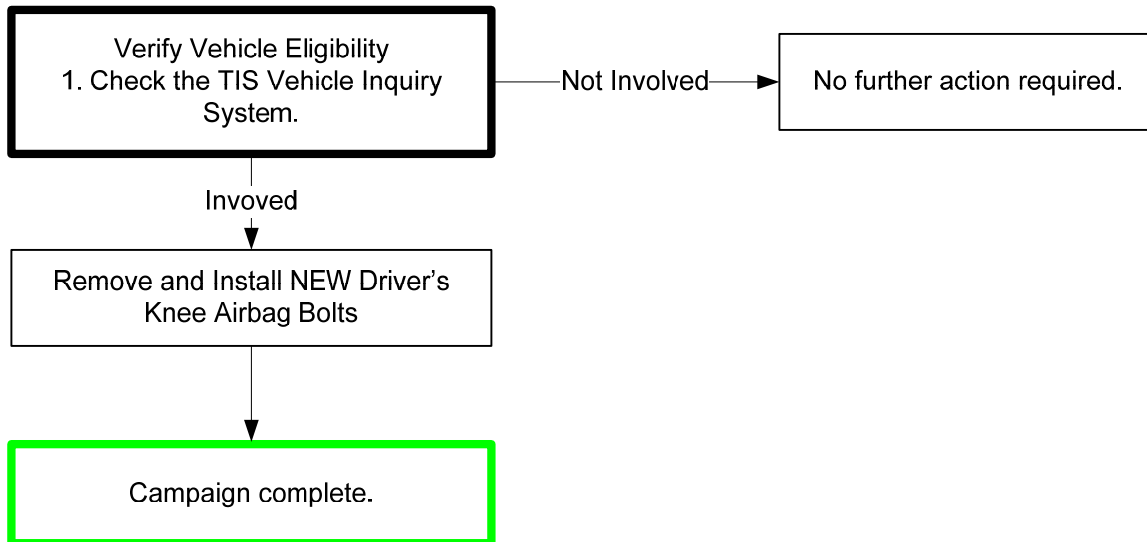 Verify Vehicle Eligibility
1. Check the TIS Vehicle Inquiry
System.
Not Involved
No further action required.
Invoved
Remove and Install NEW Driver’s
Knee Airbag Bolts
Campaign complete.